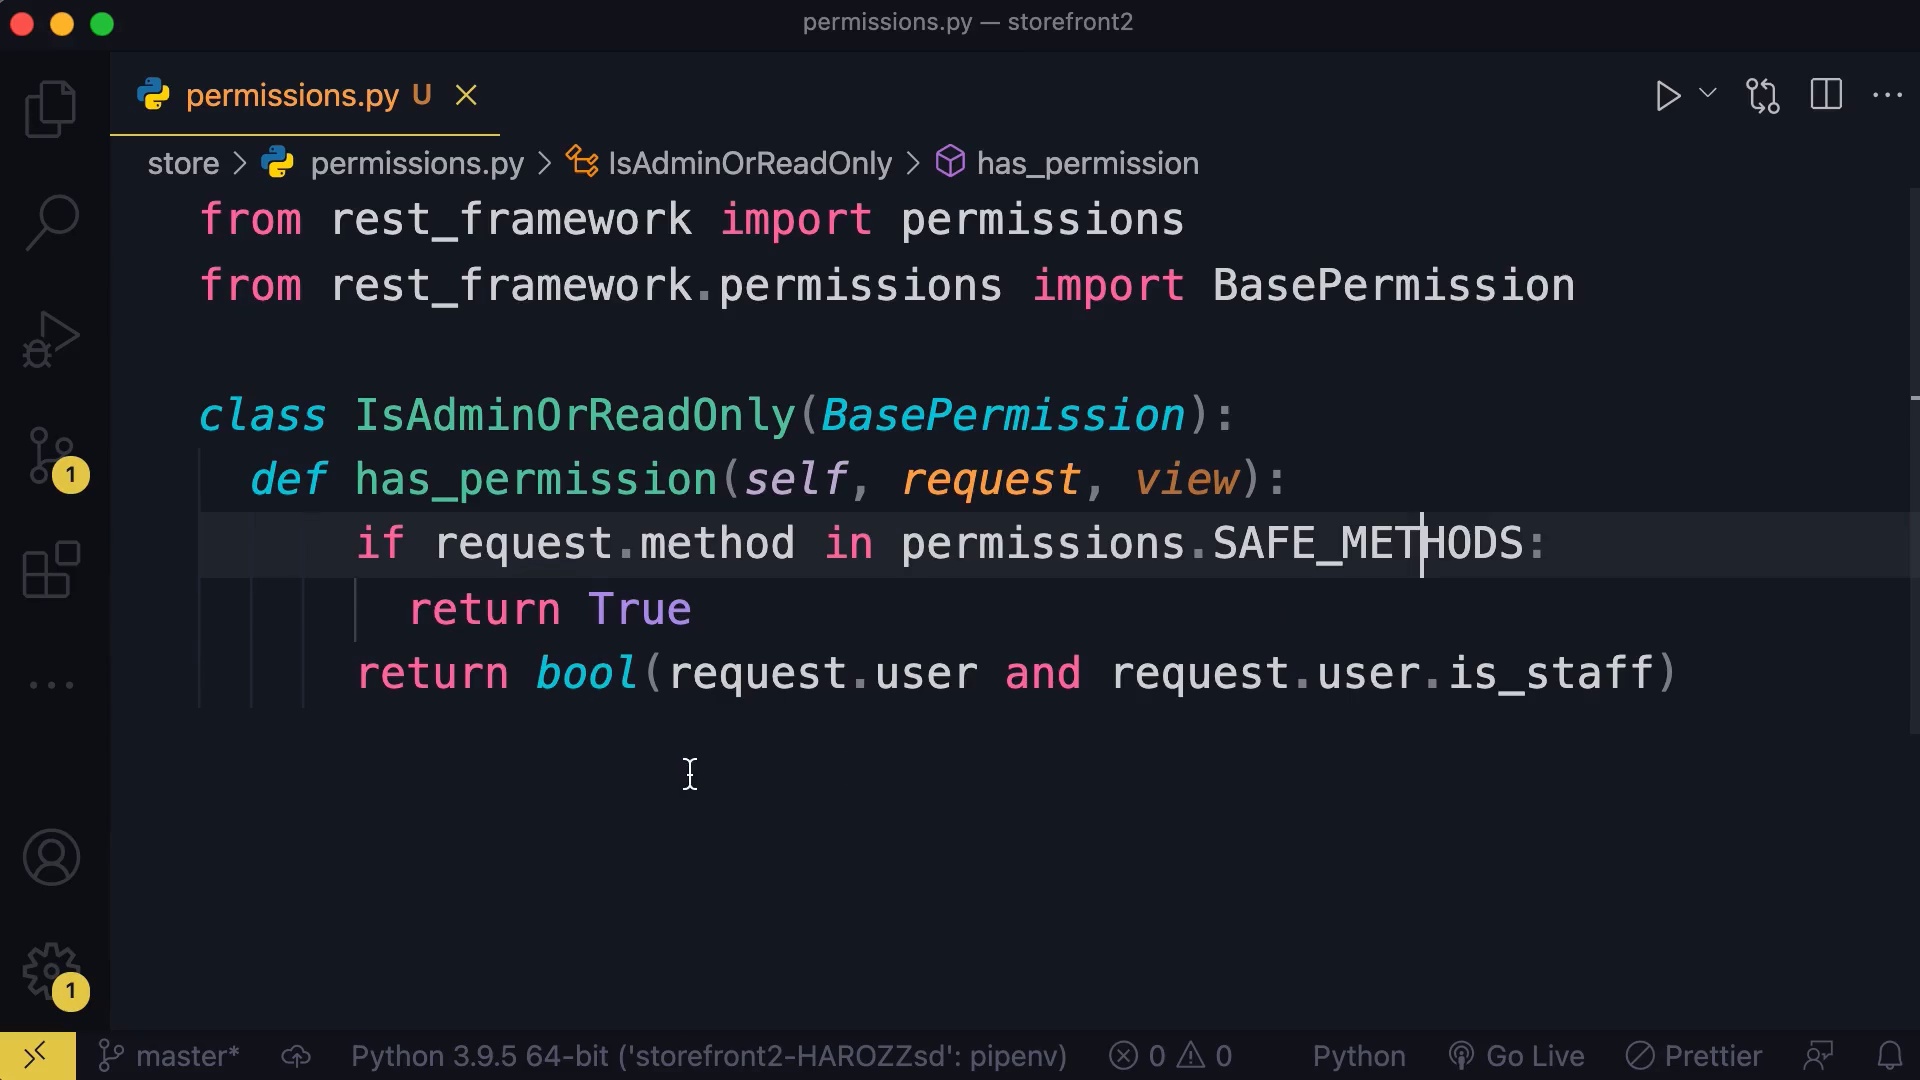 permissions.py — storefront2
permissions.py U
store > permissions.py > IsAdminOrReadOnly > has_permission
from rest_framework import permissions
from rest_framework.permissions import BasePermission
class IsAdminOrReadOnly(BasePermission):
def has_permission(self, request, view):
if request.method in permissions.SAFE_METHODS:
return True
return bool(request.user and request.user.is_staff)
1
1
master* Python 3.9.5 64-bit ('storefront2-HAROZZsd': pipenv) 0 0 Python Go Live Prettier